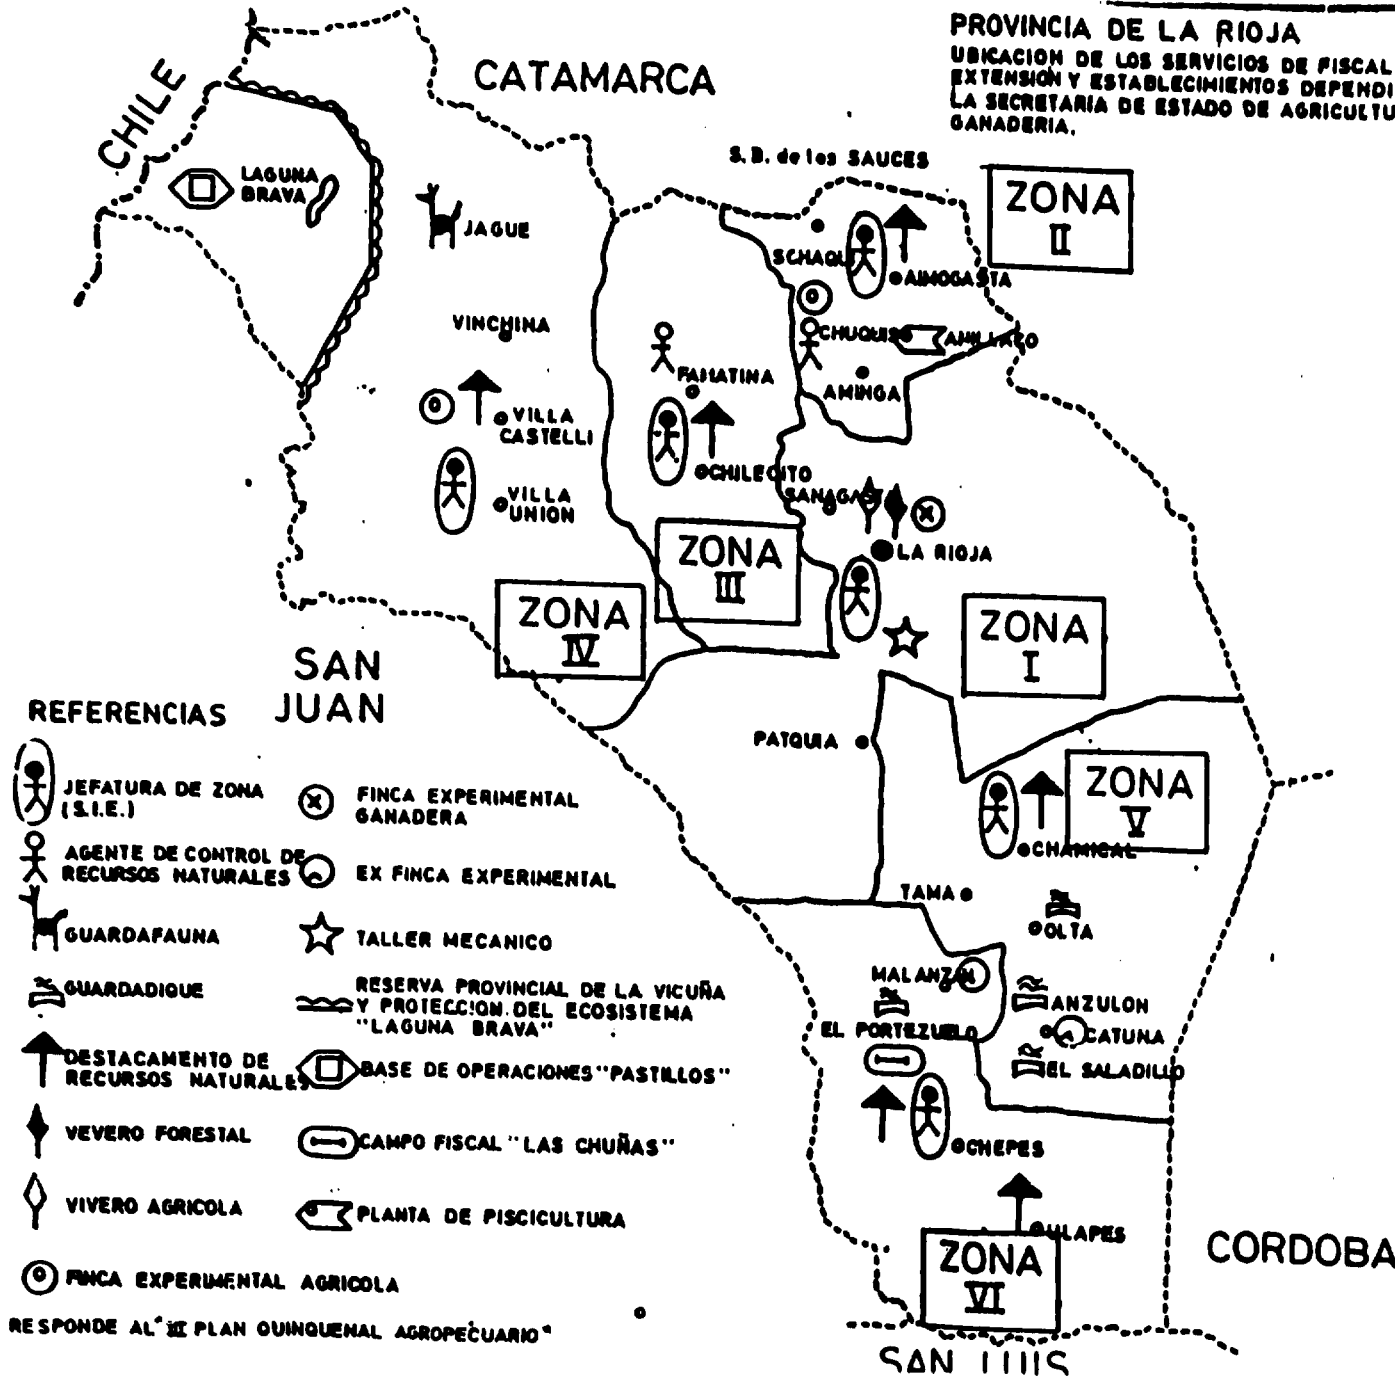 PROVINCIA DE LA RIOJA
UBICACION DE LOS SERVICIOS DE FISCAL
EXTENSION Y ESTABLECIMIENTOS DEPENDI
LA SECRETARIA DE ESTADO DE AGRICULTU
GANADERIA.
CATAMARCA
CHILE
S.B. de los SAUCES
ZONA
II
LAGUNA
BRAVA
JAGUE
SCHAQUI
AIMOGASTA
VINCHINA
CHUQUIS
ANILLACO
FAMATINA
AMINGA
VILLA
CASTELLI
CHILECITO
SANAGASTA
VILLA
UNION
LA RIOJA
ZONA
III
ZONA
IV
ZONA
I
SAN
JUAN
PATQUIA
ZONA
V
CHAMICAL
TAMA
OLTA
MALANZAN
ANZULON
EL PORTEZUELO
CATUNA
EL SALADILLO
CHEPES
ULAPES
ZONA
VI
CORDOBA
SAN LUIS
REFERENCIAS
JEFATURA DE ZONA
(S.I.E.)
AGENTE DE CONTROL DE
RECURSOS NATURALES
GUARDAFAUNA
GUARDADIQUE
DESTACAMENTO DE
RECURSOS NATURALES
VEVERO FORESTAL
VIVERO AGRICOLA
FINCA EXPERIMENTAL AGRICOLA
FINCA EXPERIMENTAL
GANADERA
EX FINCA EXPERIMENTAL
TALLER MECANICO
RESERVA PROVINCIAL DE LA VICUÑA
Y PROTECCION DEL ECOSISTEMA
"LAGUNA BRAVA"
BASE DE OPERACIONES "PASTILLOS"
CAMPO FISCAL "LAS CHUÑAS"
PLANTA DE PISCICULTURA
RESPONDE AL "III PLAN QUINQUENAL AGROPECUARIO"